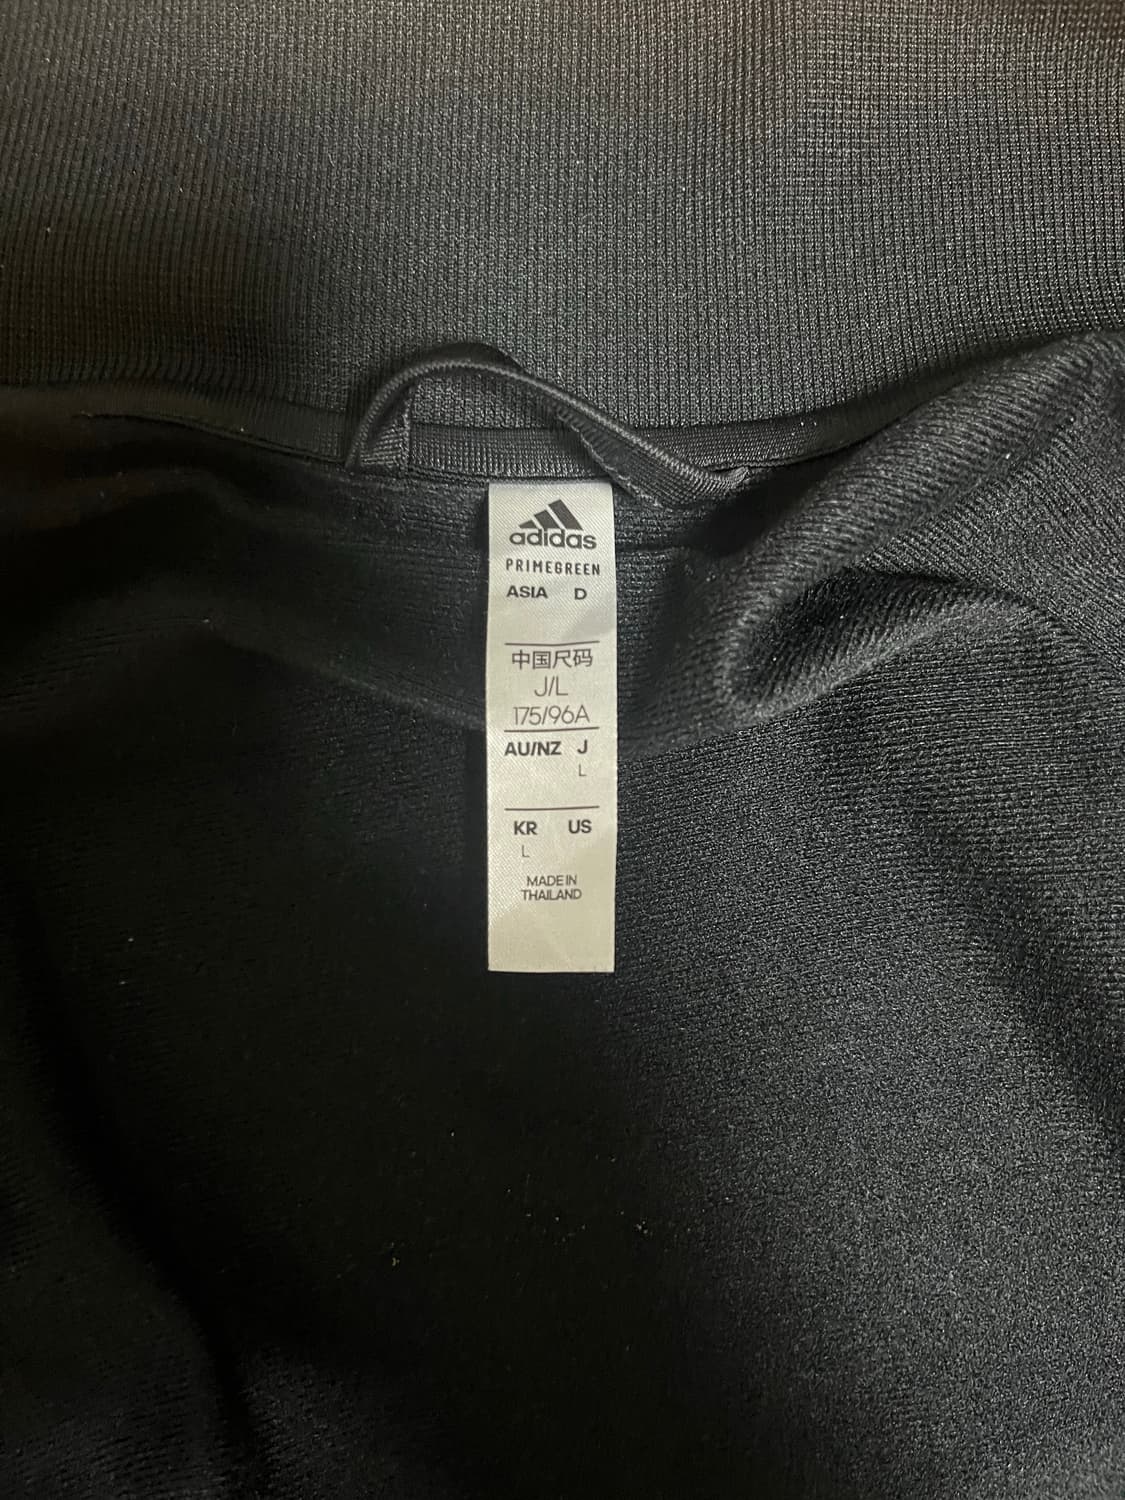 adidas
PRIMEGREEN
ASIA D
中国尺码
J/L
175/96A
AU/NZ J
L
KR US
L
MADE IN
THAILAND